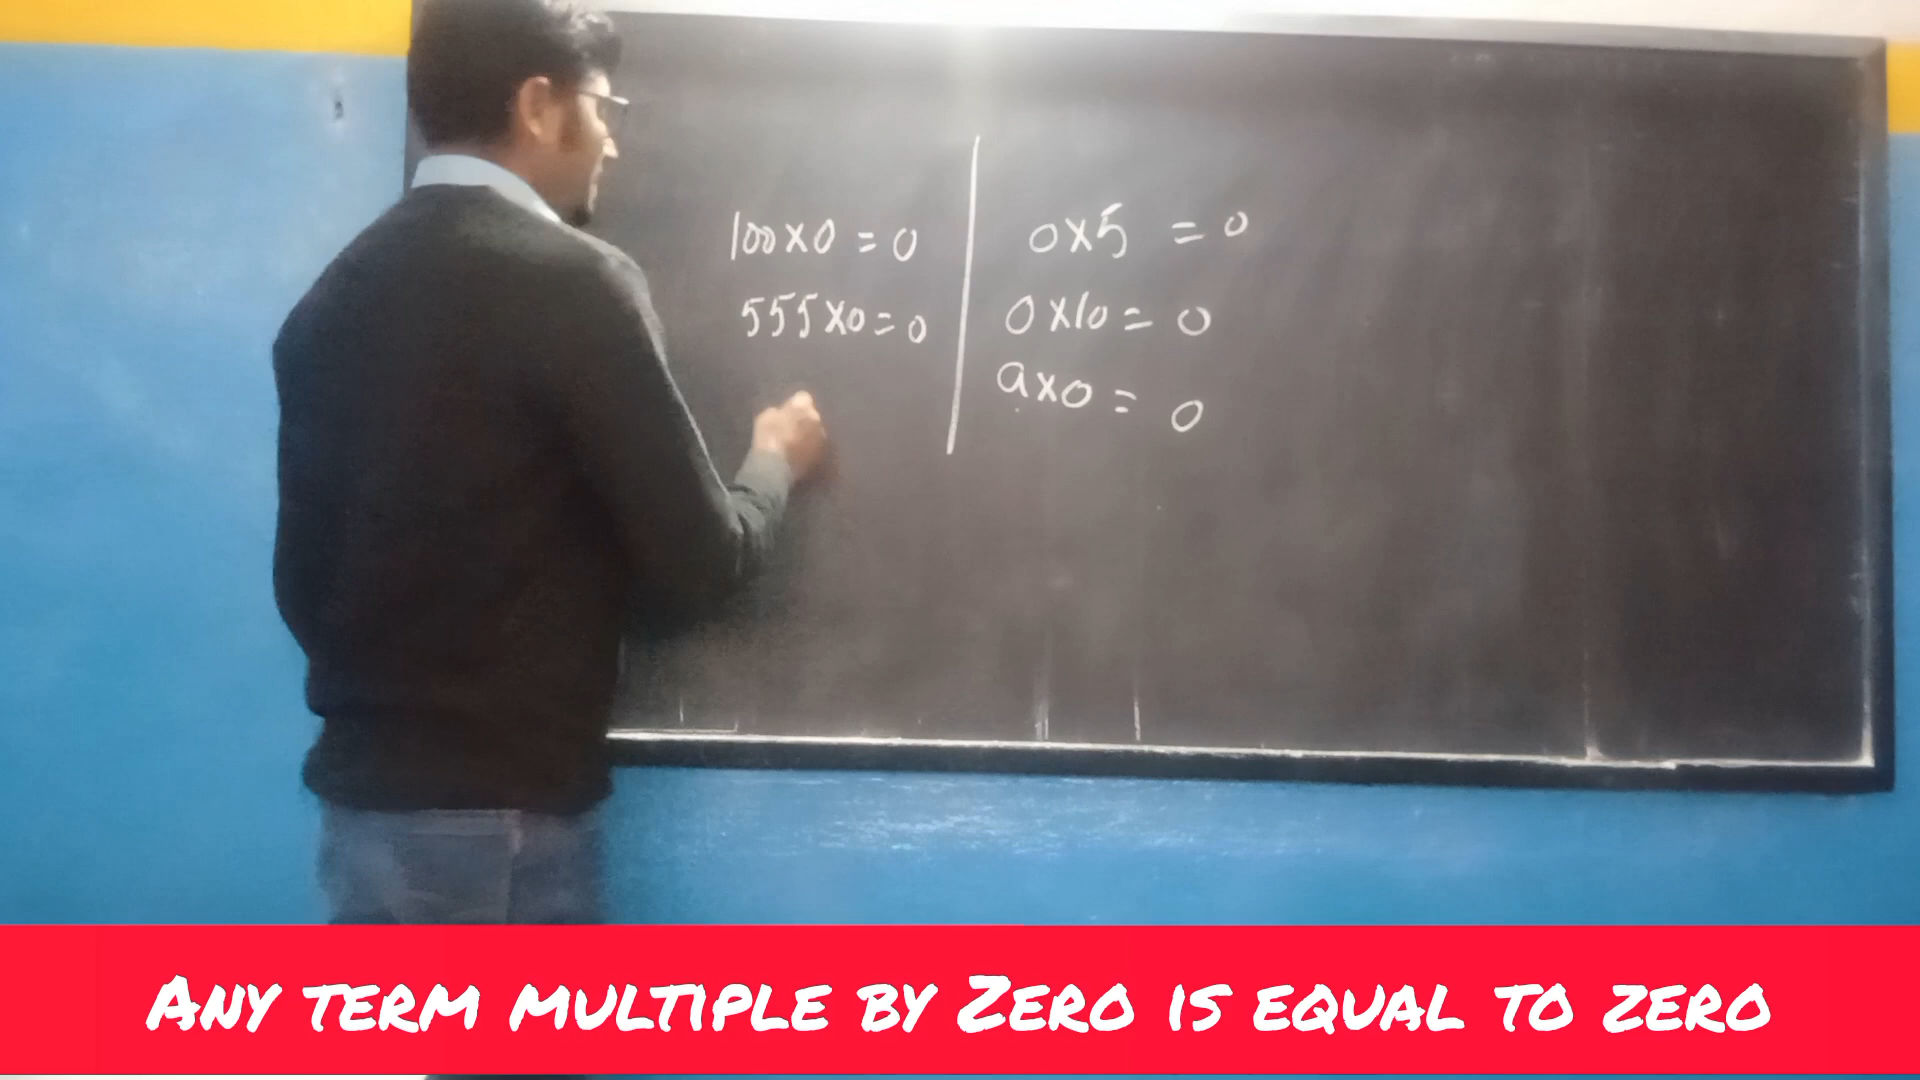 100x0 = 0
555x0=0
0x5 = 0
0x10= 0
ax0 = 0
Any term multiple by Zero is equal to zero